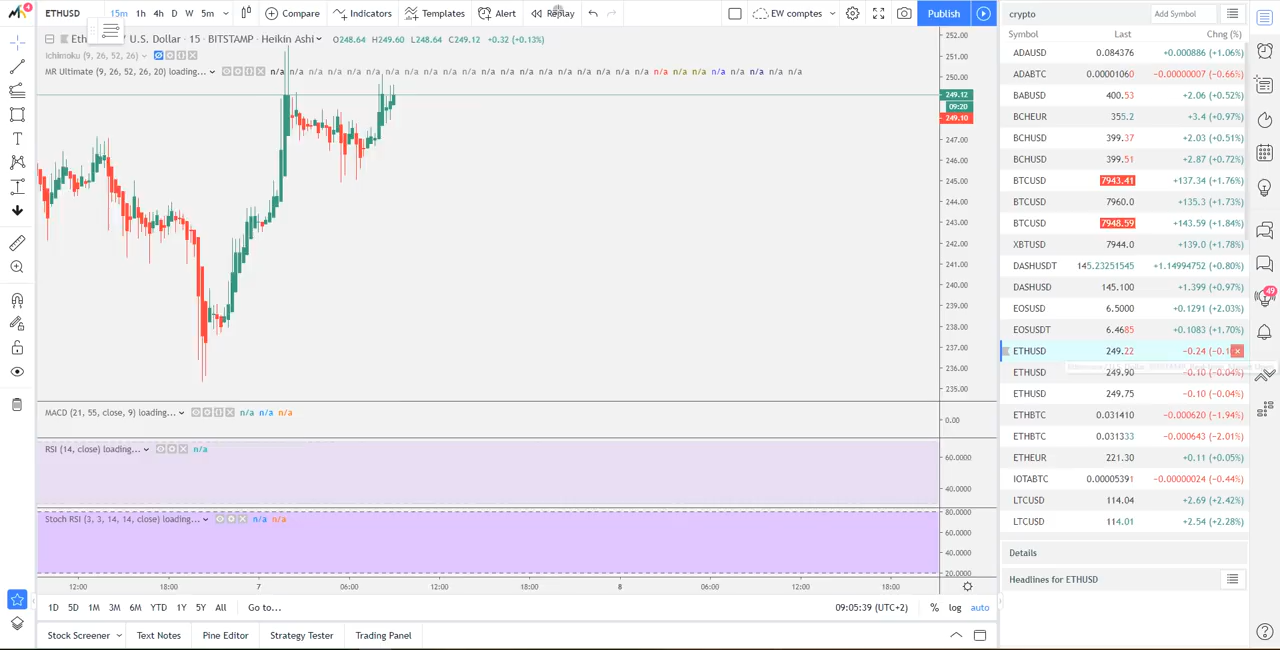 4
ETHUSD
15m 1h 4h D W 5m
Compare
Indicators
Templates
Alert
Replay
EW comptes
Publish
U.S. Dollar · 15 · BITSTAMP · Heikin Ashi
O248.64 H249.60 L248.64 C249.12 +0.32 (+0.13%)
Ichimoku (9, 26, 52, 26)
MR Ultimate (9, 26, 52, 26, 20) loading... n/a n/a n/a n/a n/a n/a n/a n/a n/a n/a n/a n/a n/a n/a n/a n/a n/a n/a n/a n/a n/a n/a n/a n/a n/a n/a n/a n/a
252.00
251.00
250.00
249.12
09:20
249.10
247.00
246.00
245.00
244.00
243.00
242.00
241.00
240.00
239.00
238.00
237.00
236.00
235.00
MACD (21, 55, close, 9) loading... n/a n/a n/a
0.00
RSI (14, close) loading... n/a
60.0000
40.0000
Stoch RSI (3, 3, 14, 14, close) loading... n/a n/a
80.0000
60.0000
40.0000
20.0000
12:00 18:00 7 06:00 12:00 18:00 8 06:00 12:00 18:00
1D 5D 1M 3M 6M YTD 1Y 5Y All Go to...
09:05:39 (UTC+2) % log auto
Stock Screener Text Notes Pine Editor Strategy Tester Trading Panel
crypto
Add Symbol
Symbol Last Chg (%)
ADAUSD 0.084376 +0.000886 (1.06%)
ADABTC 0.00001060 −0.00000007 (−0.66%)
BABUSD 400.53 +2.06 (+0.52%)
BCHEUR 355.2 +3.4 (+0.97%)
BCHUSD 399.37 +2.03 (+0.51%)
BCHUSD 399.51 +2.87 (+0.72%)
BTCUSD 7943.41 +137.34 (+1.76%)
BTCUSD 7960.0 +135.3 (+1.73%)
BTCUSD 7948.59 +143.59 (+1.84%)
XBTUSD 7944.0 +139.0 (+1.78%)
DASHUSDT 145.23251545 +1.14994752 (+0.80%)
DASHUSD 145.100 +1.399 (+0.97%)
EOSUSD 6.5000 +0.1291 (+2.03%)
EOSUSDT 6.4685 +0.1083 (+1.70%)
ETHUSD 249.22 −0.24 (−0.1
ETHUSD 249.90 −0.10 (−0.04%)
ETHUSD 249.75 −0.10 (−0.04%)
ETHBTC 0.031410 −0.000620 (−1.94%)
ETHBTC 0.031333 −0.000643 (−2.01%)
ETHEUR 221.30 +0.11 (+0.05%)
IOTABTC 0.00005391 −0.00000024 (−0.44%)
LTCUSD 114.04 +2.69 (+2.42%)
LTCUSD 114.01 +2.54 (+2.28%)
Details
Headlines for ETHUSD
49